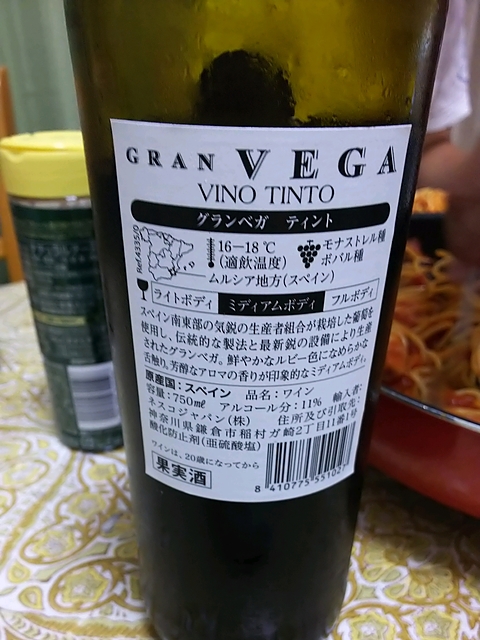 GRAN VEGA
VINO TINTO
グランベガ ティント
16−18℃
(適飲温度)
モナストレル種
ボバル種
ムルシア地方(スペイン)
ライトボディ ミディアムボディ フルボディ
スペイン南東部の気鋭の生産者組合が栽培した葡萄を
使用し、伝統的な製法と最新鋭の設備により生産
されたグランベガ。鮮やかなルビー色になめらかな
舌触り、芳醇なアロマの香りが印象的なミディアムボディ。
原産国:スペイン 品名:ワイン
容量:750㎖ アルコール分:11% 輸入者:
ネスコジャパン(株) 住所及び引取先:
神奈川県鎌倉市稲村ガ崎2丁目11番1号
酸化防止剤(亜硫酸塩)
ワインは、20歳になってから
果実酒
8 410775 551027